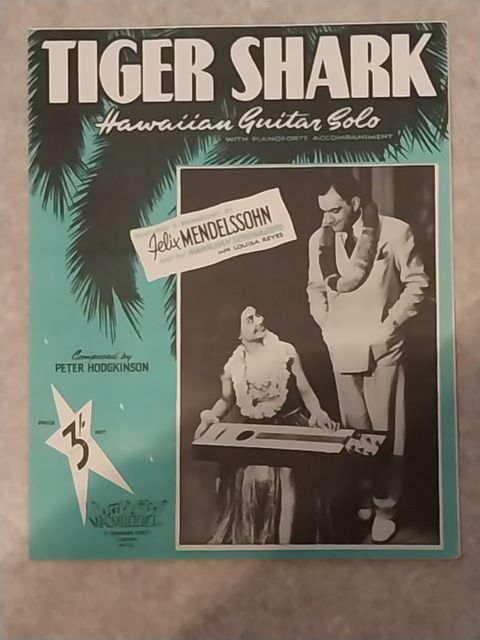 TIGER SHARK
Hawaiian Guitar Solo
WITH PIANOFORTE ACCOMPANIMENT
Felix MENDELSSOHN
AND HIS HAWAIIAN SERENADERS
WITH LOUISA REYES
Composed by
PETER HODGKINSON
PRICE 3/- NET
LONDON